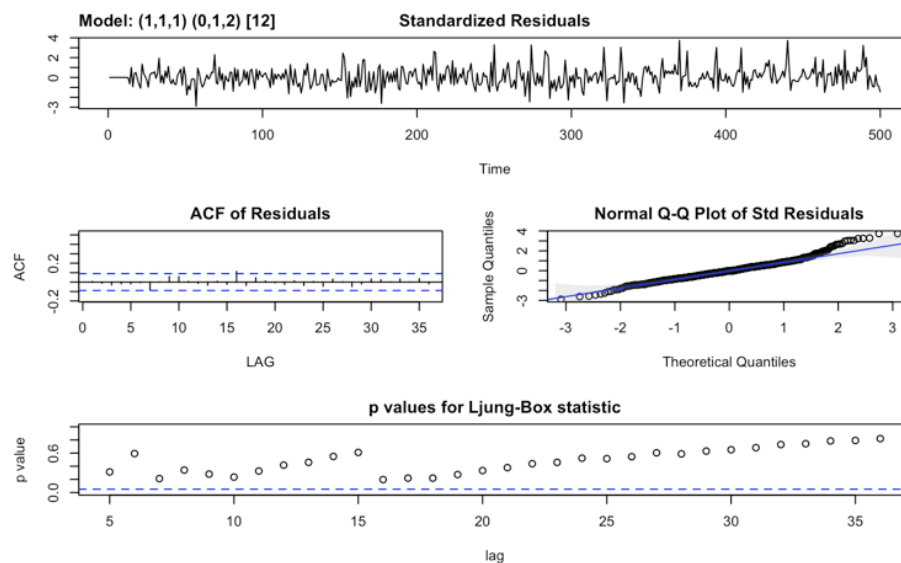 Model: (1,1,1) (0,1,2) [12] Standardized Residuals
4
2
0
-3
0 100 200 300 400 500
Time
ACF of Residuals
ACF
0.2
-0.2
0 5 10 15 20 25 30 35
LAG
Normal Q-Q Plot of Std Residuals
Sample Quantiles
4
2
0
-3
-3 -2 -1 0 1 2 3
Theoretical Quantiles
p values for Ljung-Box statistic
p value
0.6
0.0
5 10 15 20 25 30 35
lag